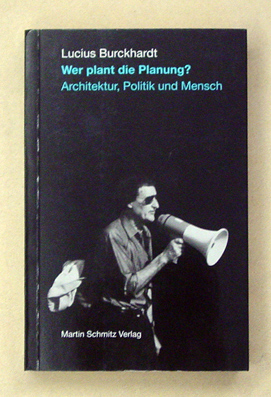 Lucius Burckhardt
Wer plant die Planung?
Architektur, Politik und Mensch
Martin Schmitz Verlag